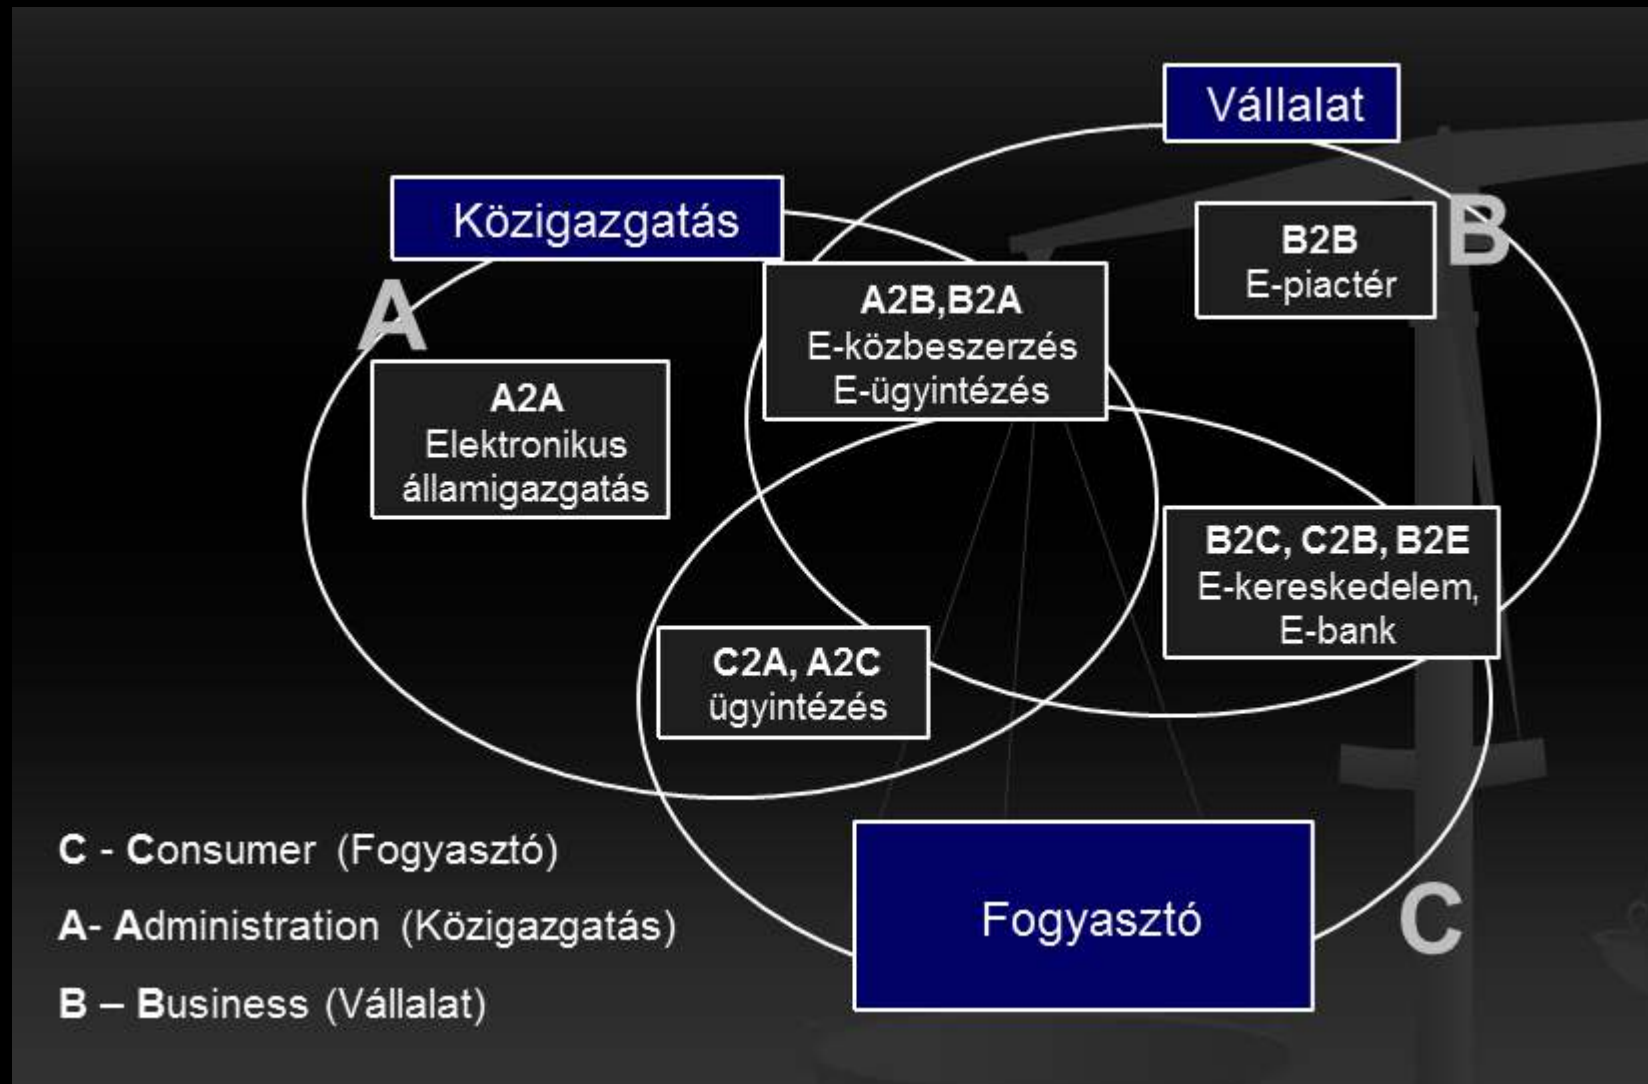 Vállalat
Közigazgatás
B
B2B
E-piactér
A
A2B,B2A
E-közbeszerzés
E-ügyintézés
A2A
Elektronikus
államigazgatás
B2C, C2B, B2E
E-kereskedelem,
E-bank
C2A, A2C
ügyintézés
C - Consumer (Fogyasztó)
A- Administration (Közigazgatás)
B – Business (Vállalat)
Fogyasztó
C